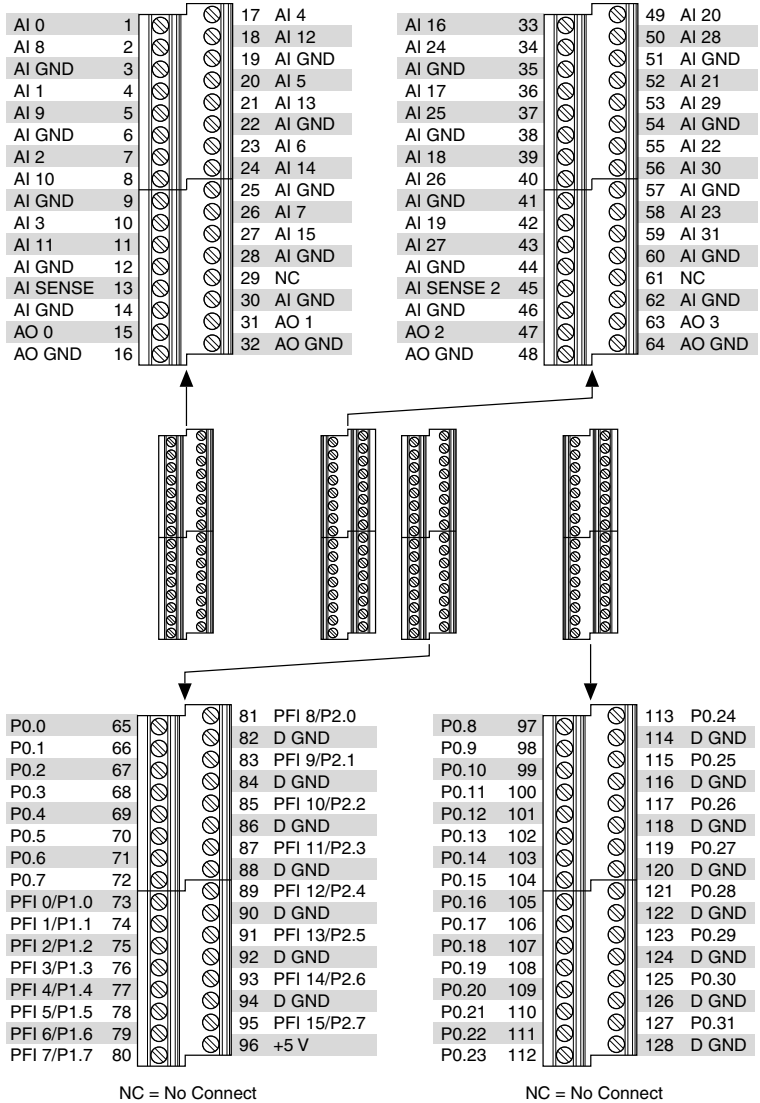 AI 0 1
AI 8 2
AI GND 3
AI 1 4
AI 9 5
AI GND 6
AI 2 7
AI 10 8
AI GND 9
AI 3 10
AI 11 11
AI GND 12
AI SENSE 13
AI GND 14
AO 0 15
AO GND 16
17 AI 4
18 AI 12
19 AI GND
20 AI 5
21 AI 13
22 AI GND
23 AI 6
24 AI 14
25 AI GND
26 AI 7
27 AI 15
28 AI GND
29 NC
30 AI GND
31 AO 1
32 AO GND
AI 16 33
AI 24 34
AI GND 35
AI 17 36
AI 25 37
AI GND 38
AI 18 39
AI 26 40
AI GND 41
AI 19 42
AI 27 43
AI GND 44
AI SENSE 2 45
AI GND 46
AO 2 47
AO GND 48
49 AI 20
50 AI 28
51 AI GND
52 AI 21
53 AI 29
54 AI GND
55 AI 22
56 AI 30
57 AI GND
58 AI 23
59 AI 31
60 AI GND
61 NC
62 AI GND
63 AO 3
64 AO GND
P0.0 65
P0.1 66
P0.2 67
P0.3 68
P0.4 69
P0.5 70
P0.6 71
P0.7 72
PFI 0/P1.0 73
PFI 1/P1.1 74
PFI 2/P1.2 75
PFI 3/P1.3 76
PFI 4/P1.4 77
PFI 5/P1.5 78
PFI 6/P1.6 79
PFI 7/P1.7 80
81 PFI 8/P2.0
82 D GND
83 PFI 9/P2.1
84 D GND
85 PFI 10/P2.2
86 D GND
87 PFI 11/P2.3
88 D GND
89 PFI 12/P2.4
90 D GND
91 PFI 13/P2.5
92 D GND
93 PFI 14/P2.6
94 D GND
95 PFI 15/P2.7
96 +5 V
NC = No Connect
P0.8 97
P0.9 98
P0.10 99
P0.11 100
P0.12 101
P0.13 102
P0.14 103
P0.15 104
P0.16 105
P0.17 106
P0.18 107
P0.19 108
P0.20 109
P0.21 110
P0.22 111
P0.23 112
113 P0.24
114 D GND
115 P0.25
116 D GND
117 P0.26
118 D GND
119 P0.27
120 D GND
121 P0.28
122 D GND
123 P0.29
124 D GND
125 P0.30
126 D GND
127 P0.31
128 D GND
NC = No Connect